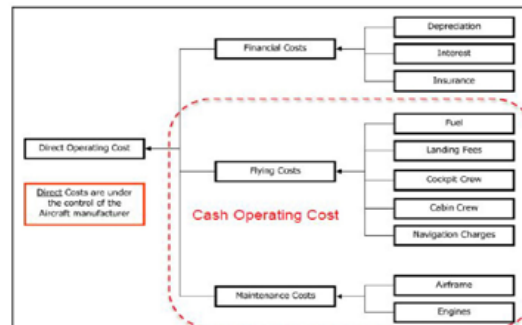 Depreciation
Financial Costs
Interest
Insurance
Fuel
Landing Fees
Direct Operating Cost
Flying Costs
Cockpit Crew
Direct Costs are under
the control of the
Aircraft manufacturer
Cabin Crew
Cash Operating Cost
Navigation Charges
Maintenance Costs
Airframe
Engines